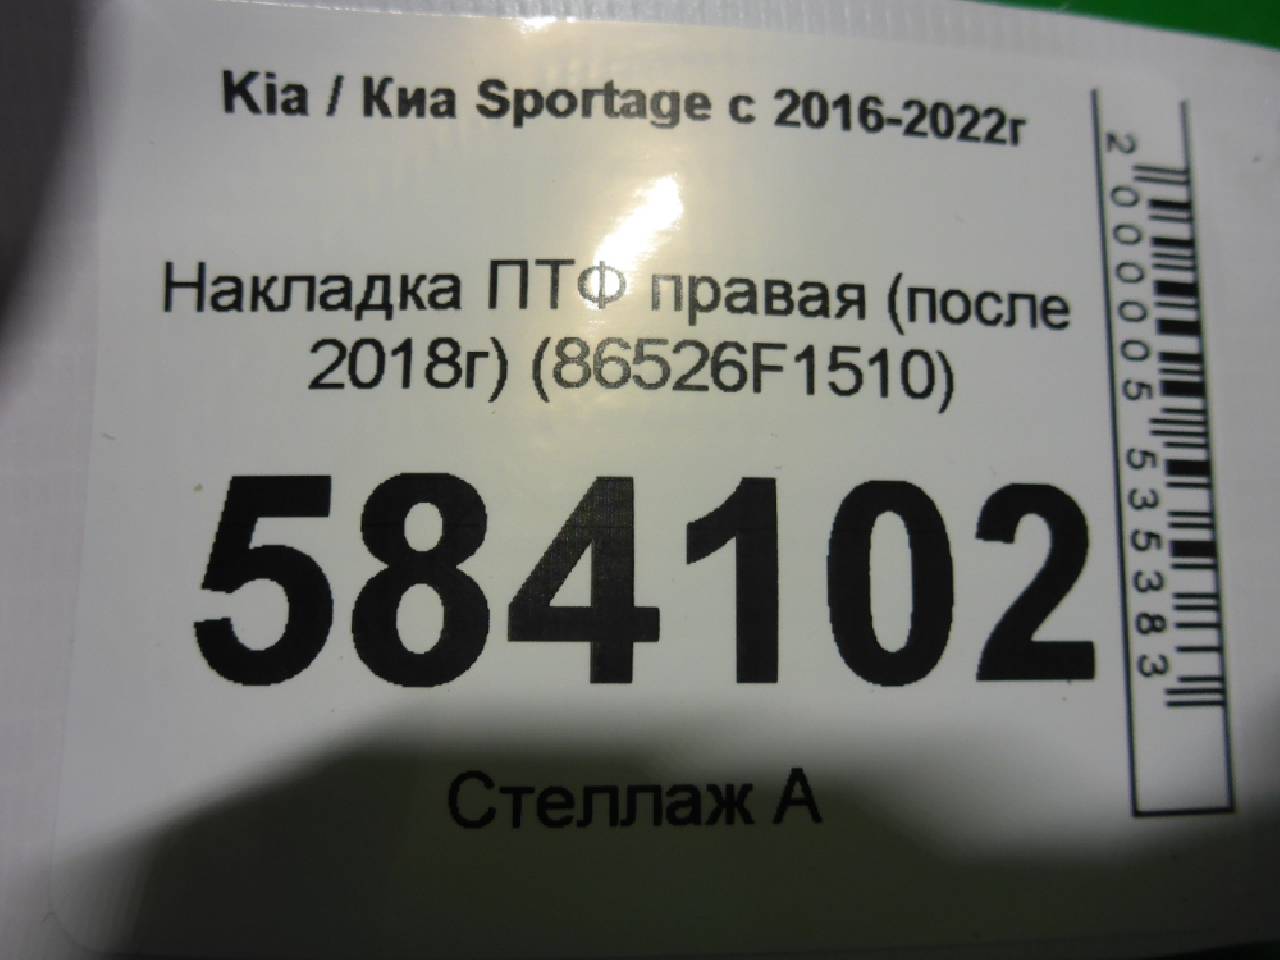 Kia / Киа Sportage с 2016-2022г
Накладка ПТФ правая (после
2018г) (86526F1510)
584102
Стеллаж А
2000005535383